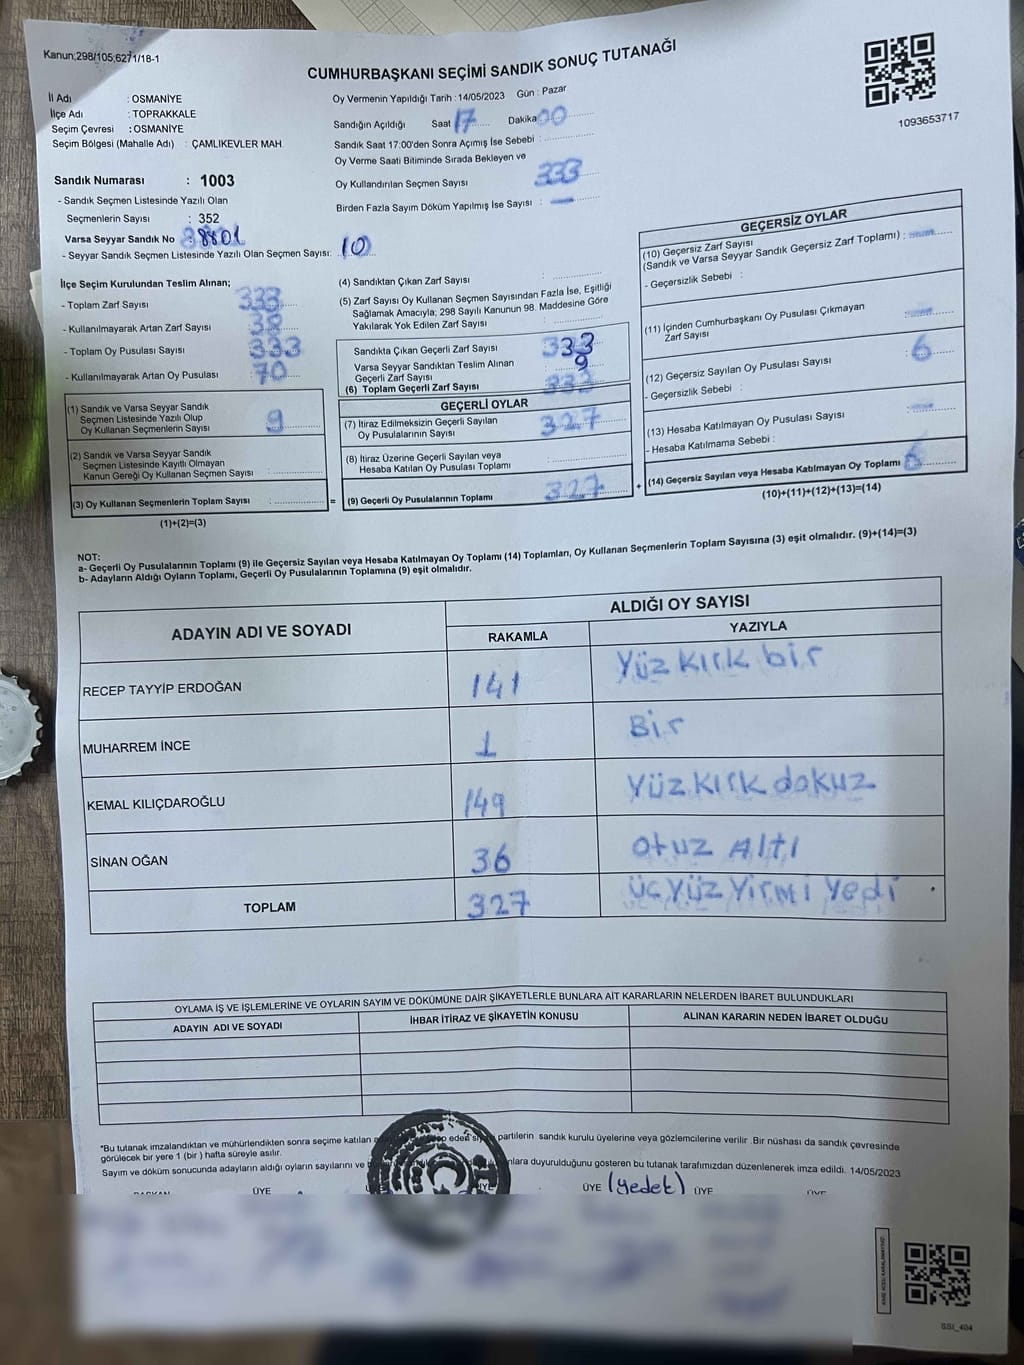 Kanun;298/105;6271/18-1
CUMHURBAŞKANI SEÇİMİ SANDIK SONUÇ TUTANAĞI
1093653717
İl Adı : OSMANİYE
İlçe Adı : TOPRAKKALE
Seçim Çevresi : OSMANİYE
Seçim Bölgesi (Mahalle Adı) : ÇAMLIKEVLER MAH.
Oy Vermenin Yapıldığı Tarih : 14/05/2023 Gün : Pazar
Sandığın Açıldığı Saat 17 Dakika 00
Sandık Saat 17.00'den Sonra Açımış İse Sebebi :
Oy Verme Saati Bitiminde Sırada Bekleyen ve
Oy Kullandırılan Seçmen Sayısı : 333
Birden Fazla Sayım Döküm Yapılmış İse Sayısı : —
Sandık Numarası : 1003
- Sandık Seçmen Listesinde Yazılı Olan
Seçmenlerin Sayısı : 352
Varsa Seyyar Sandık No : 8801
- Seyyar Sandık Seçmen Listesinde Yazılı Olan Seçmen Sayısı: 10
İlçe Seçim Kurulundan Teslim Alınan;
- Toplam Zarf Sayısı : 333
- Kullanılmayarak Artan Zarf Sayısı : 38
- Toplam Oy Pusulası Sayısı : 333
- Kullanılmayarak Artan Oy Pusulası : 70
(1) Sandık ve Varsa Seyyar Sandık
Seçmen Listesinde Yazılı Olup
Oy Kullanan Seçmenlerin Sayısı : 9
(2) Sandık ve Varsa Seyyar Sandık
Seçmen Listesinde Kayıtlı Olmayan
Kanun Gereği Oy Kullanan Seçmen Sayısı :
(3) Oy Kullanan Seçmenlerin Toplam Sayısı : =
(1)+(2)=(3)
(4) Sandıktan Çıkan Zarf Sayısı :
(5) Zarf Sayısı Oy Kullanan Seçmen Sayısından Fazla İse, Eşitliği
Sağlamak Amacıyla; 298 Sayılı Kanunun 98. Maddesine Göre
Yakılarak Yok Edilen Zarf Sayısı :
Sandıkta Çıkan Geçerli Zarf Sayısı : 333
Varsa Seyyar Sandıktan Teslim Alınan
Geçerli Zarf Sayısı : 9
(6) Toplam Geçerli Zarf Sayısı : 333
GEÇERLİ OYLAR
(7) İtiraz Edilmeksizin Geçerli Sayılan
Oy Pusulalarının Sayısı : 327
(8) İtiraz Üzerine Geçerli Sayılan veya
Hesaba Katılan Oy Pusulası Toplamı :
(9) Geçerli Oy Pusulalarının Toplamı : 327 +
GEÇERSİZ OYLAR
(10) Geçersiz Zarf Sayısı
(Sandık ve Varsa Seyyar Sandık Geçersiz Zarf Toplamı) : —
- Geçersizlik Sebebi :
(11) İçinden Cumhurbaşkanı Oy Pusulası Çıkmayan
Zarf Sayısı : —
(12) Geçersiz Sayılan Oy Pusulası Sayısı : 6
- Geçersizlik Sebebi :
(13) Hesaba Katılmayan Oy Pusulası Sayısı : —
- Hesaba Katılmama Sebebi :
(14) Geçersiz Sayılan veya Hesaba Katılmayan Oy Toplamı : 6
(10)+(11)+(12)+(13)=(14)
NOT:
a- Geçerli Oy Pusulalarının Toplamı (9) ile Geçersiz Sayılan veya Hesaba Katılmayan Oy Toplamı (14) Toplamları, Oy Kullanan Seçmenlerin Toplam Sayısına (3) eşit olmalıdır. (9)+(14)=(3)
b- Adayların Aldığı Oyların Toplamı, Geçerli Oy Pusulalarının Toplamına (9) eşit olmalıdır.
ADAYIN ADI VE SOYADI
ALDIĞI OY SAYISI
RAKAMLA YAZIYLA
RECEP TAYYİP ERDOĞAN 141 Yüz kırk bir
MUHARREM İNCE 1 Bir
KEMAL KILIÇDAROĞLU 149 Yüz kırk dokuz
SİNAN OĞAN 36 Otuz Altı
TOPLAM 327 Üç yüz yirmi yedi
OYLAMA İŞ VE İŞLEMLERİNE VE OYLARIN SAYIM VE DÖKÜMÜNE DAİR ŞİKAYETLERLE BUNLARA AİT KARARLARIN NELERDEN İBARET BULUNDUKLARI
ADAYIN ADI VE SOYADI İHBAR İTİRAZ VE ŞİKAYETİN KONUSU ALINAN KARARIN NEDEN İBARET OLDUĞU
*Bu tutanak imzalandıktan ve mühürlendikten sonra seçime katılan eden partilerin sandık kurulu üyelerine veya gözlemcilerine verilir .Bir nüshası da sandık çevresinde
görülecek bir yere 1 (bir ) hafta süreyle asılır.
Sayım ve döküm sonucunda adayların aldığı oyların sayılarını ve duyurulduğunu gösteren bu tutanak tarafımızdan düzenlenerek imza edildi. 14/05/2023
BAŞKAN ÜYE ÜYE ÜYE (yedek) ÜYE ÜYE
SSI_404